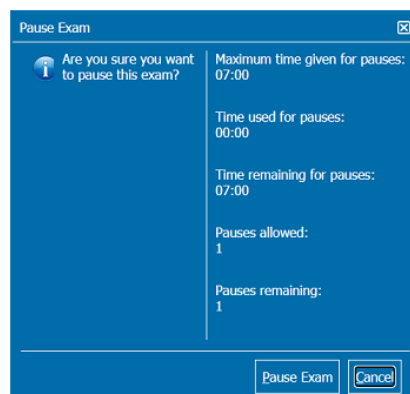 Pause Exam
Are you sure you want
to pause this exam?
Maximum time given for pauses:
07:00
Time used for pauses:
00:00
Time remaining for pauses:
07:00
Pauses allowed:
1
Pauses remaining:
1
Pause Exam
Cancel